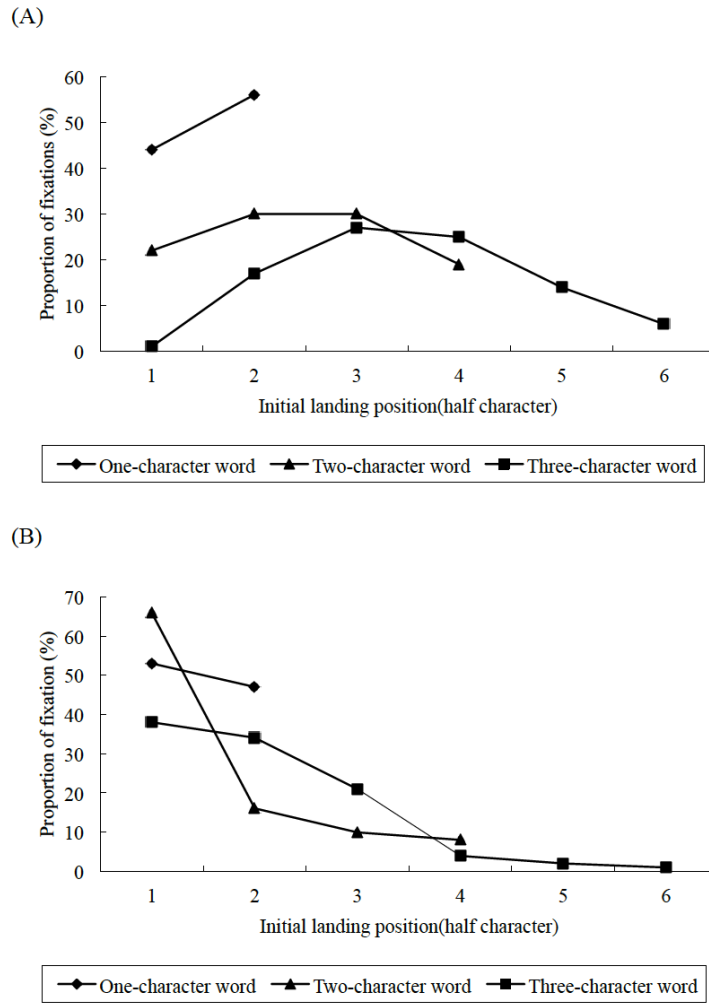 (A)
Proportion of fixations (%)
60
50
40
30
20
10
0
1 2 3 4 5 6
Initial landing position(half character)
One-character word Two-character word Three-character word
(B)
Proportion of fixation (%)
70
60
50
40
30
20
10
0
1 2 3 4 5 6
Initial landing position(half character)
One-character word Two-character word Three-character word